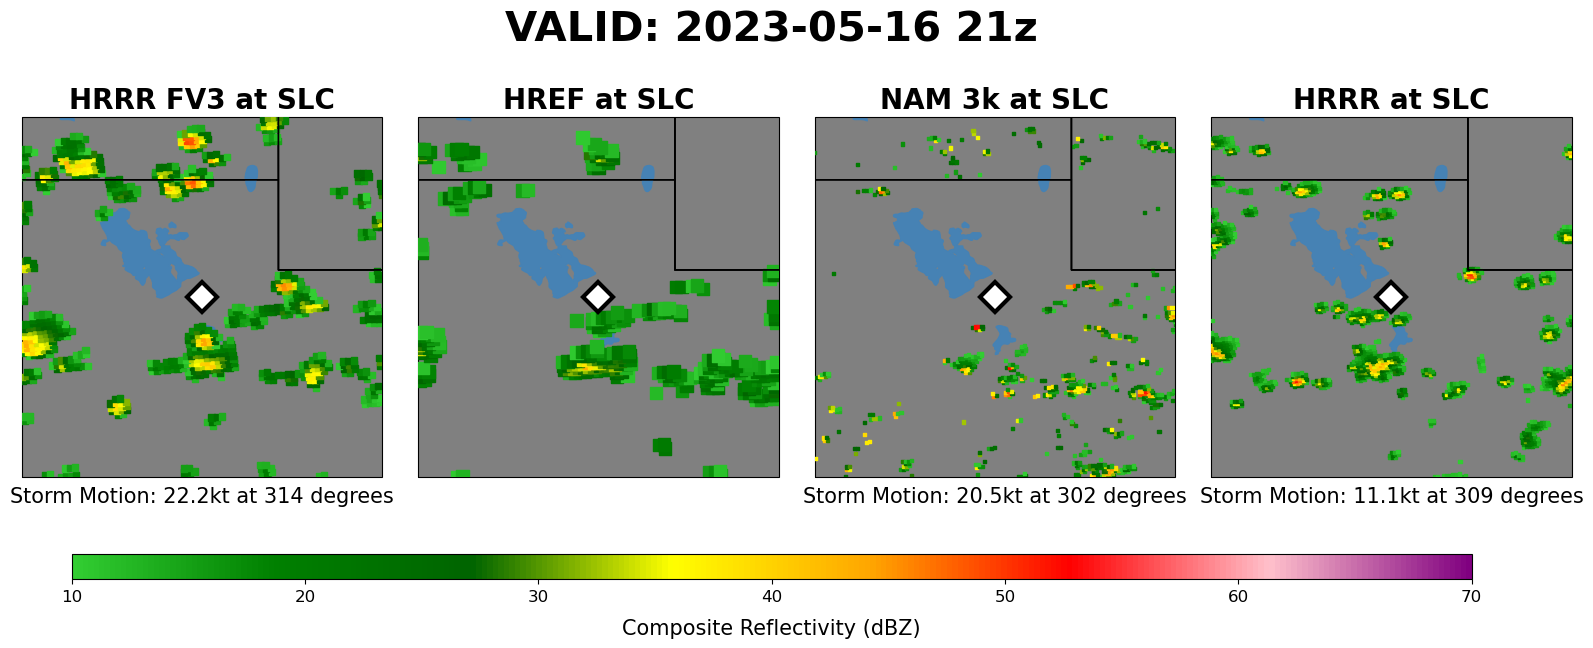 VALID: 2023-05-16 21z
HRRR FV3 at SLC
HREF at SLC
NAM 3k at SLC
HRRR at SLC
Storm Motion: 22.2kt at 314 degrees
Storm Motion: 20.5kt at 302 degrees
Storm Motion: 11.1kt at 309 degrees
10 20 30 40 50 60 70
Composite Reflectivity (dBZ)